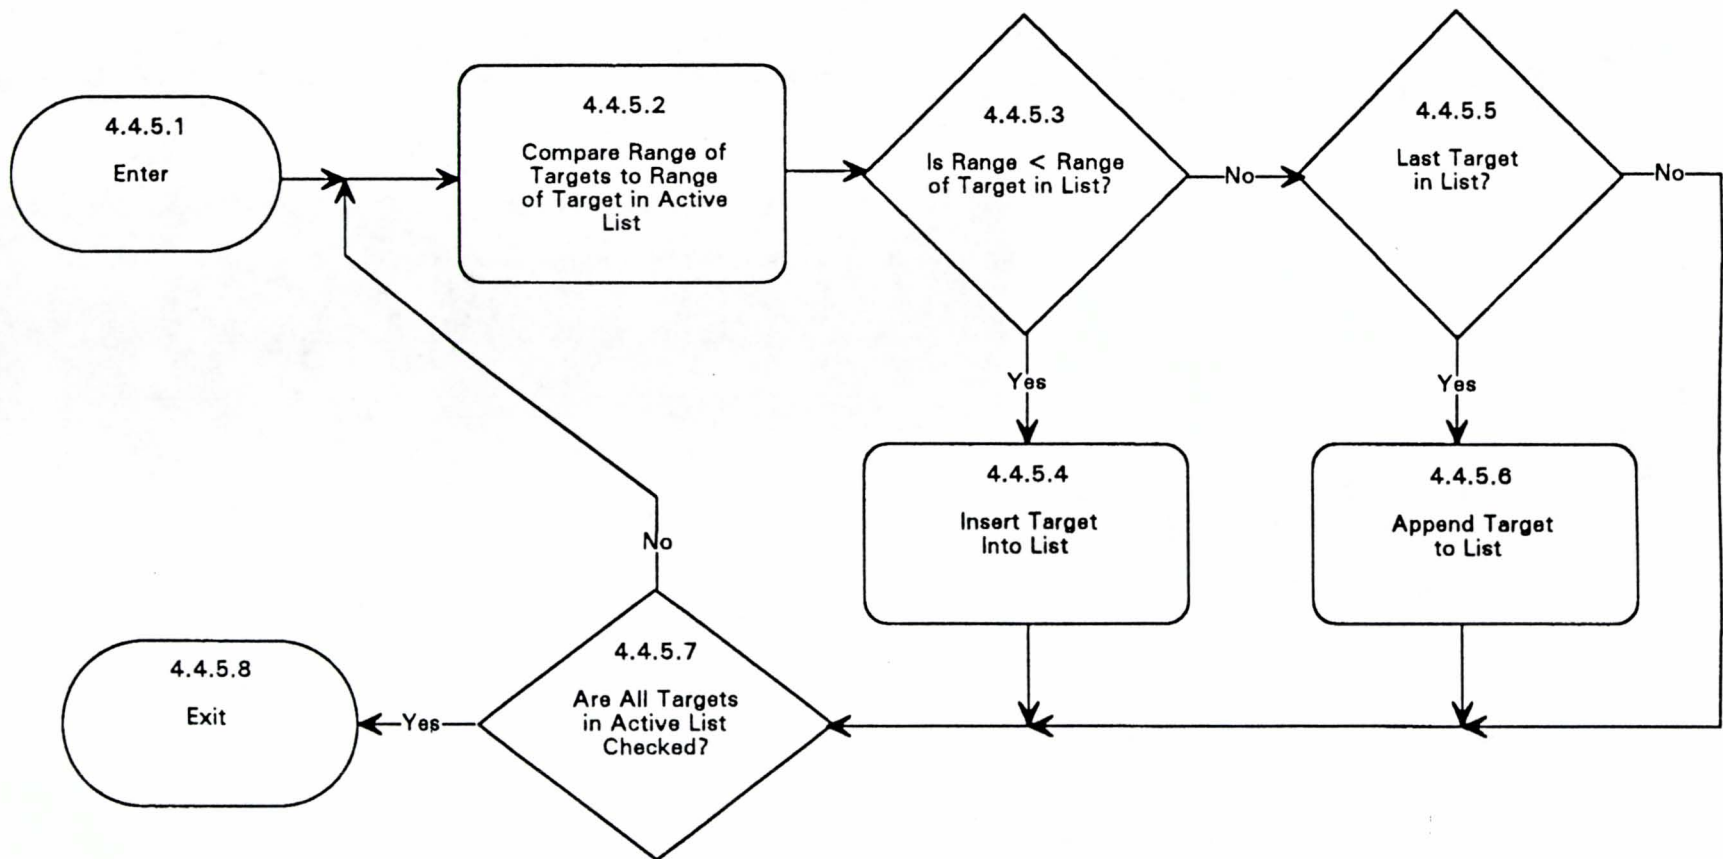 4.4.5.1
Enter
4.4.5.2
Compare Range of
Targets to Range
of Target in Active
List
4.4.5.3
Is Range < Range
of Target in List?
No
4.4.5.5
Last Target
in List?
No
Yes
Yes
4.4.5.4
Insert Target
Into List
4.4.5.6
Append Target
to List
No
4.4.5.7
Are All Targets
in Active List
Checked?
Yes
4.4.5.8
Exit